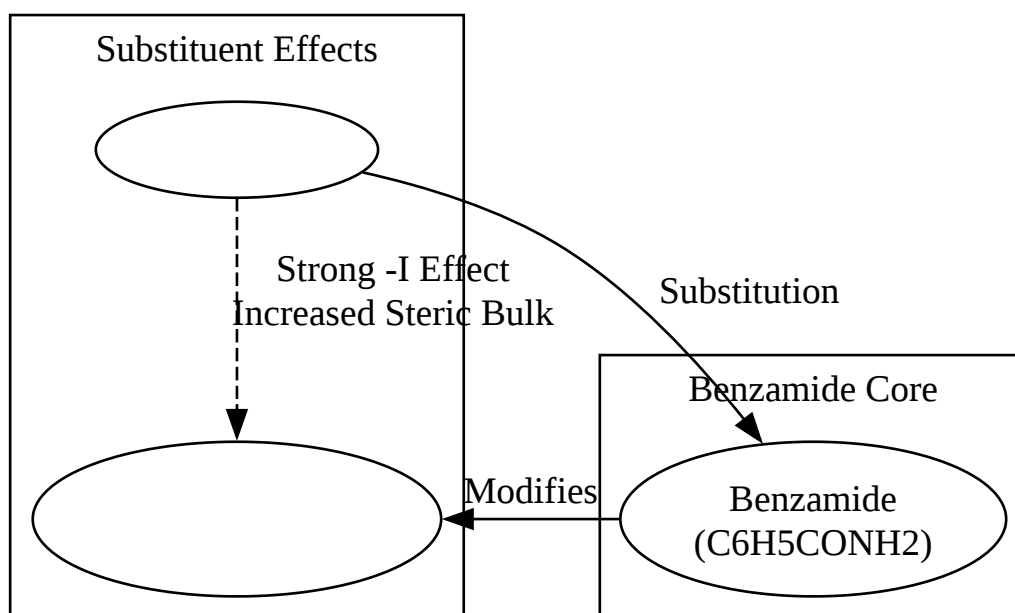 Substituent Effects
Strong -I Effect
Increased Steric Bulk
Substitution
Benzamide Core
Modifies
Benzamide
(C6H5CONH2)